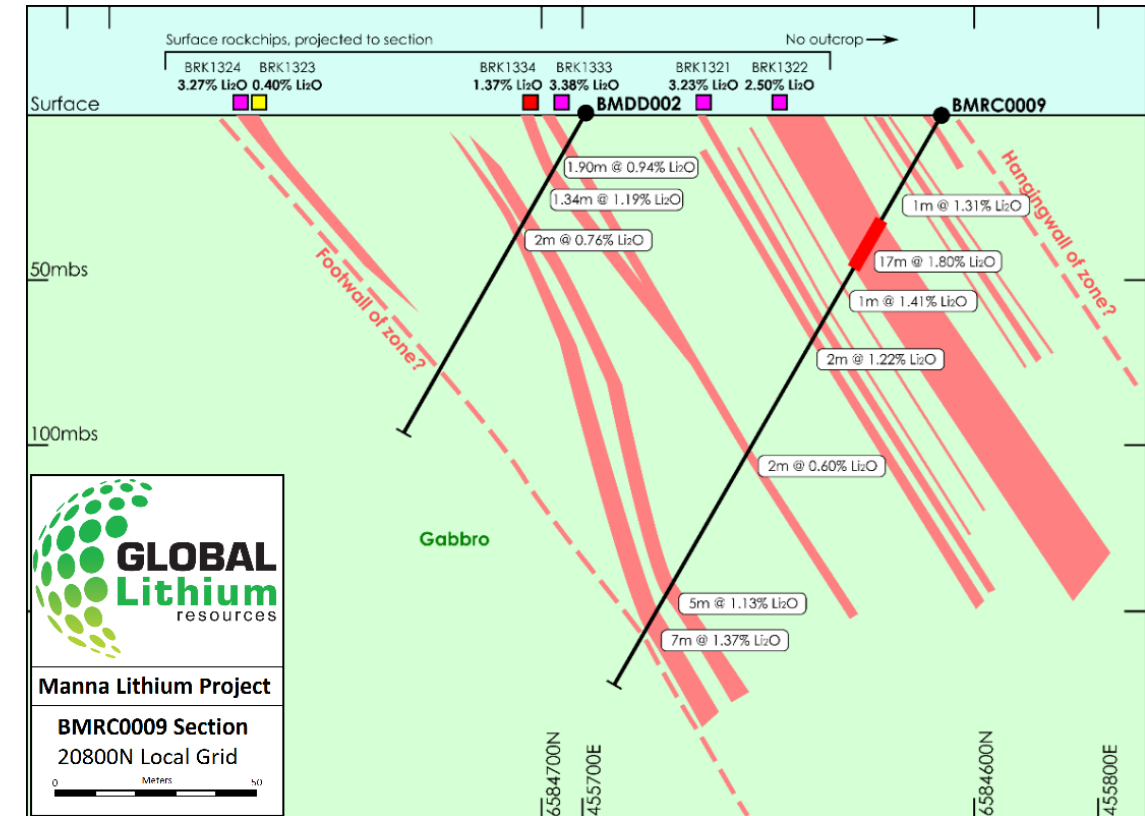 Surface rockchips, projected to section
No outcrop
BRK1324
3.27% Li2O
BRK1323
0.40% Li2O
BRK1334
1.37% Li2O
BRK1333
3.38% Li2O
BRK1321
3.23% Li2O
BRK1322
2.50% Li2O
Surface
BMDD002
BMRC0009
1.90m @ 0.94% Li2O
1.34m @ 1.19% Li2O
2m @ 0.76% Li2O
1m @ 1.31% Li2O
Hangingwall of zone?
17m @ 1.80% Li2O
50mbs
Footwall of zone?
1m @ 1.41% Li2O
2m @ 1.22% Li2O
100mbs
2m @ 0.60% Li2O
Gabbro
5m @ 1.13% Li2O
7m @ 1.37% Li2O
GLOBAL
Lithium
resources
Manna Lithium Project
BMRC0009 Section
20800N Local Grid
0 Meters 50
6584700N
455700E
6584600N
455800E